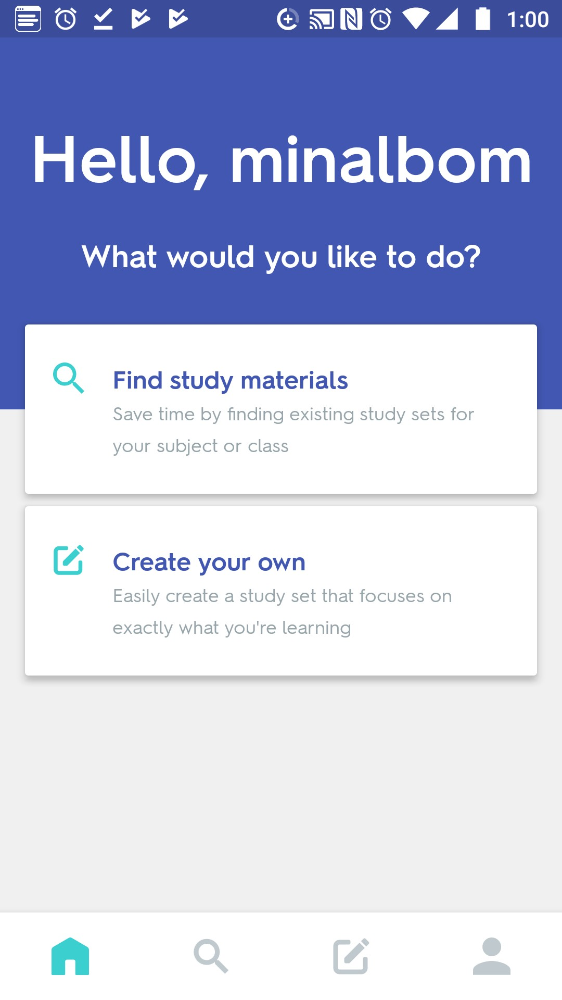 1:00
Hello, minalbom
What would you like to do?
Find study materials
Save time by finding existing study sets for
your subject or class
Create your own
Easily create a study set that focuses on
exactly what you're learning